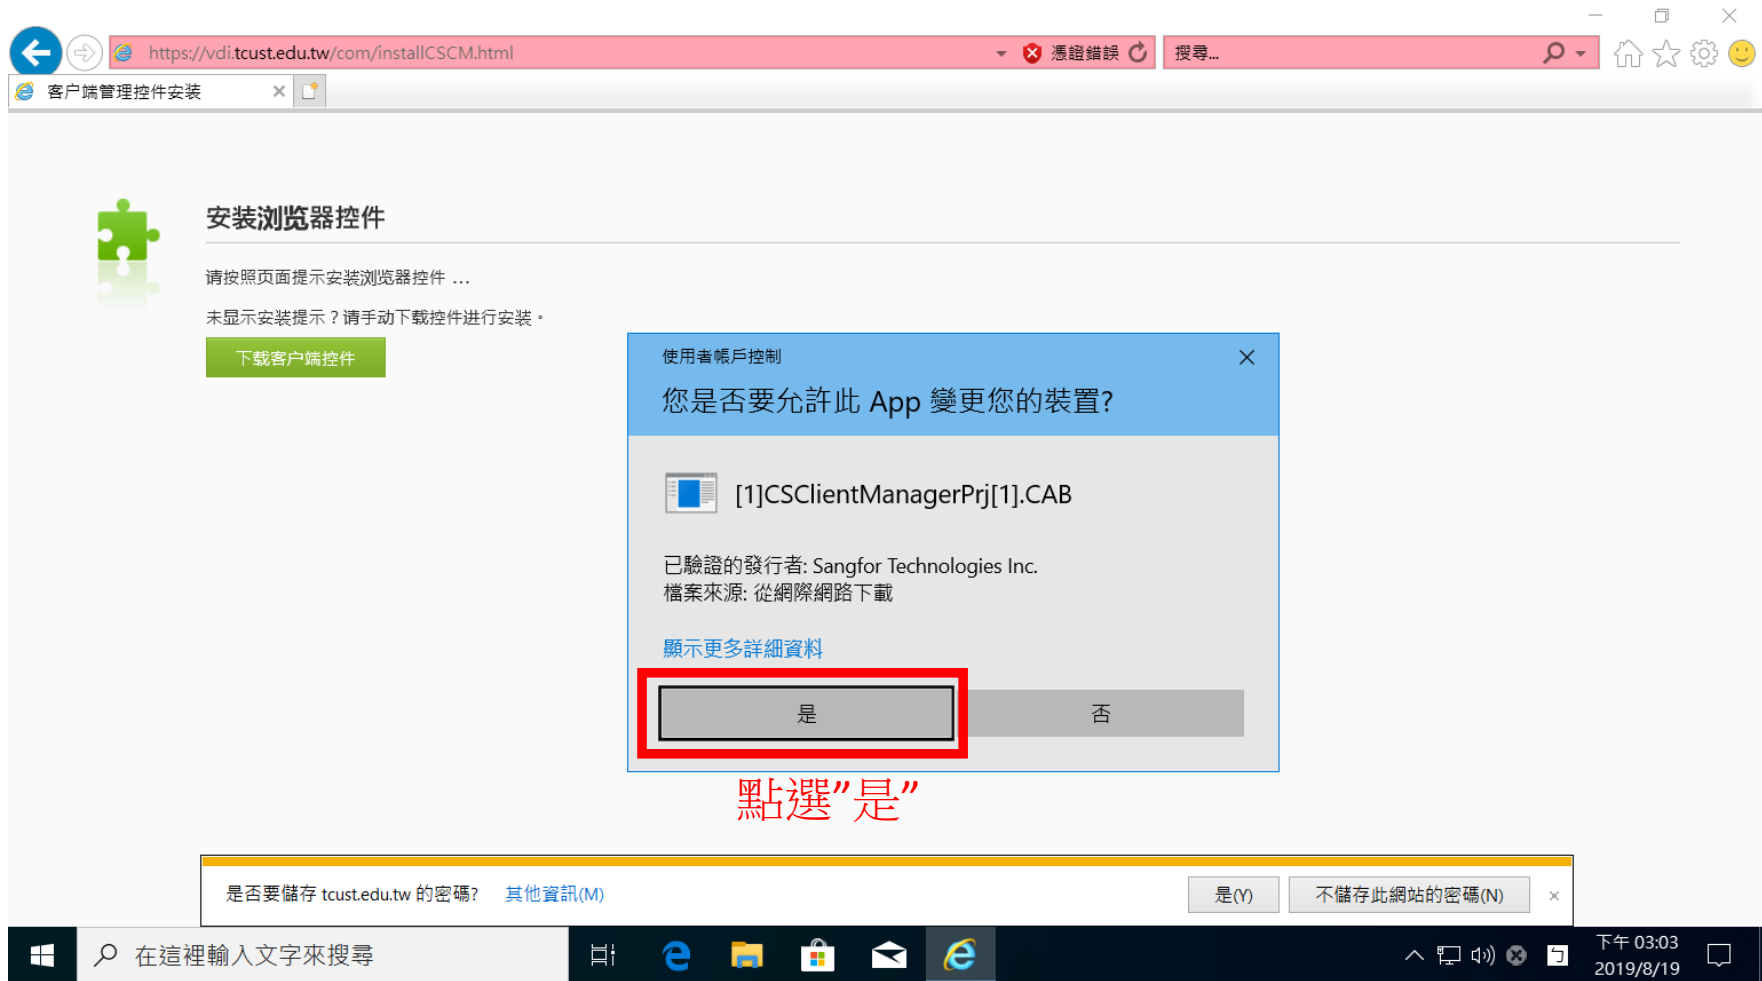 https://vdi.tcust.edu.tw/com/installCSCM.html
憑證錯誤
搜尋...
客户端管理控件安装
安装浏览器控件
请按照页面提示安装浏览器控件 ...
未显示安装提示？请手动下载控件进行安装。
下载客户端控件
使用者帳戶控制
您是否要允許此 App 變更您的裝置?
[1]CSClientManagerPrj[1].CAB
已驗證的發行者: Sangfor Technologies Inc.
檔案來源: 從網際網路下載
顯示更多詳細資料
是
否
點選"是"
是否要儲存 tcust.edu.tw 的密碼?
其他資訊(M)
是(Y)
不儲存此網站的密碼(N)
在這裡輸入文字來搜尋
ㄅ
下午 03:03
2019/8/19